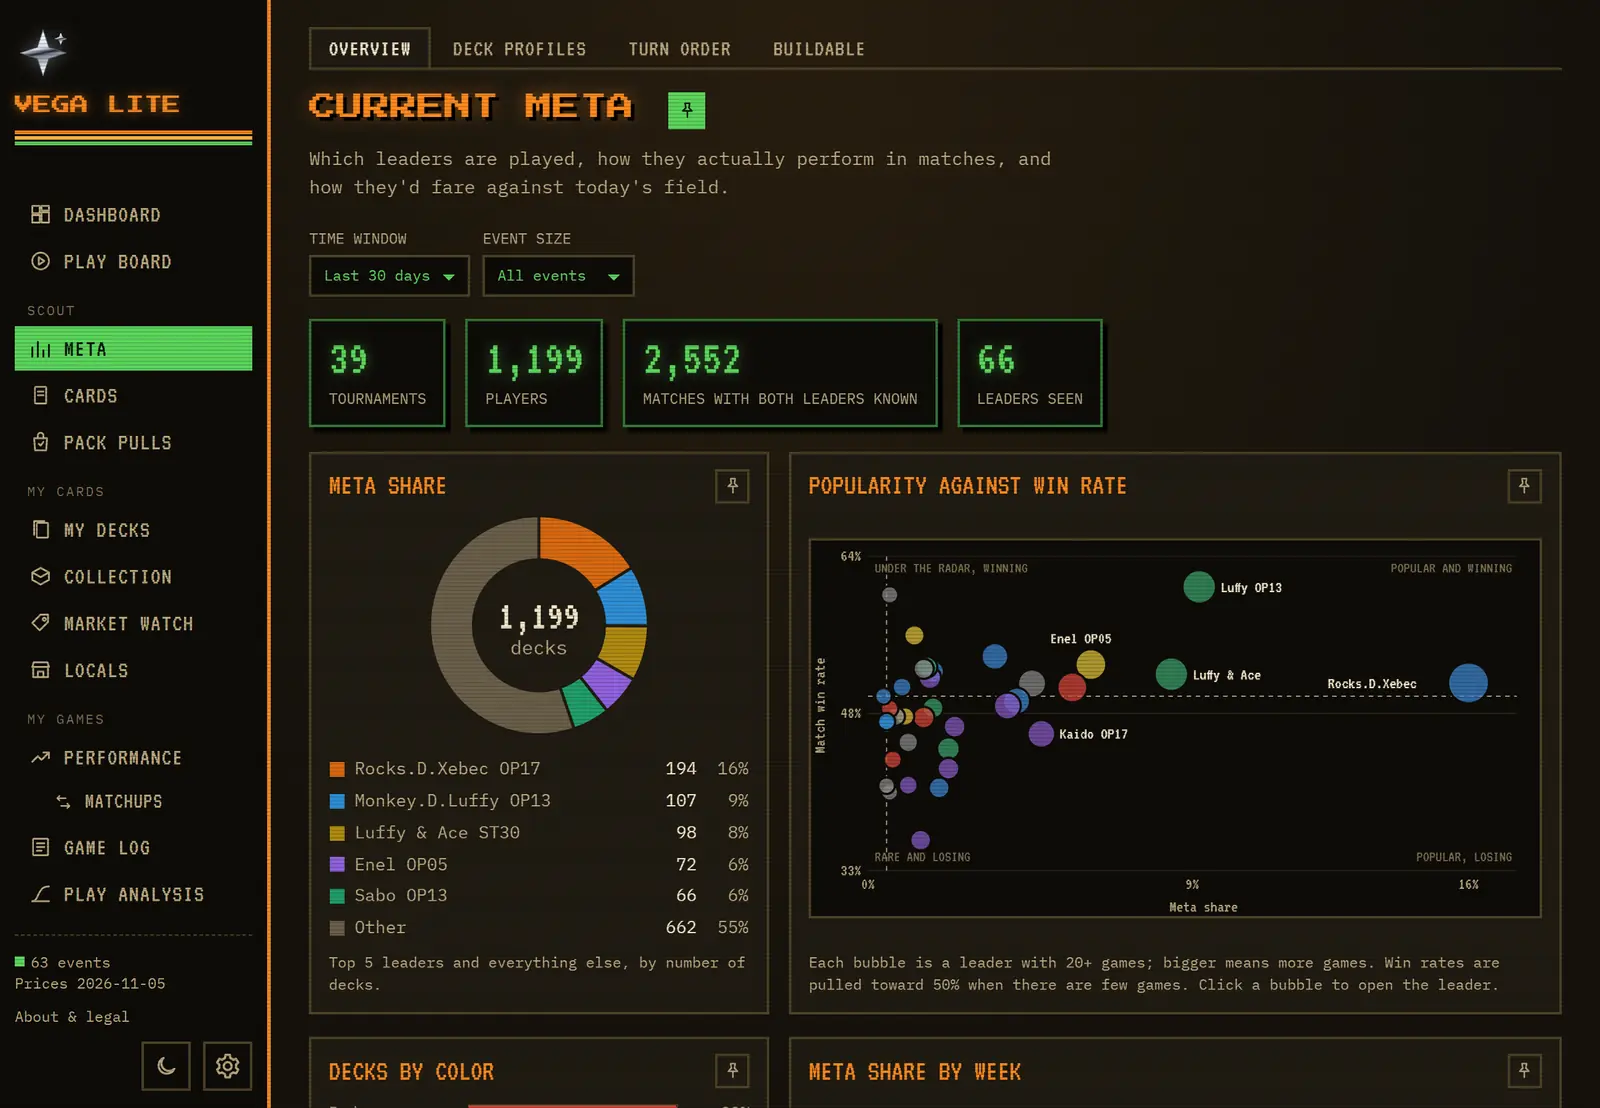 VEGA LITE
DASHBOARD
PLAY BOARD
SCOUT
META
CARDS
PACK PULLS
MY CARDS
MY DECKS
COLLECTION
MARKET WATCH
LOCALS
MY GAMES
PERFORMANCE
MATCHUPS
GAME LOG
PLAY ANALYSIS
63 events
Prices 2026-11-05
About & legal
OVERVIEW DECK PROFILES TURN ORDER BUILDABLE
CURRENT META
Which leaders are played, how they actually perform in matches, and
how they'd fare against today's field.
TIME WINDOW EVENT SIZE
Last 30 days All events
39 1,199 2,552 66
TOURNAMENTS PLAYERS MATCHES WITH BOTH LEADERS KNOWN LEADERS SEEN
META SHARE
1,199
decks
Rocks.D.Xebec OP17 194 16%
Monkey.D.Luffy OP13 107 9%
Luffy & Ace ST30 98 8%
Enel OP05 72 6%
Sabo OP13 66 6%
Other 662 55%
Top 5 leaders and everything else, by number of
decks.
POPULARITY AGAINST WIN RATE
64%
UNDER THE RADAR, WINNING POPULAR AND WINNING
Luffy OP13
Enel OP05
Luffy & Ace
Rocks.D.Xebec
Match win rate
48%
Kaido OP17
RARE AND LOSING POPULAR, LOSING
33%
0% 9% 16%
Meta share
Each bubble is a leader with 20+ games; bigger means more games. Win rates are
pulled toward 50% when there are few games. Click a bubble to open the leader.
DECKS BY COLOR
META SHARE BY WEEK